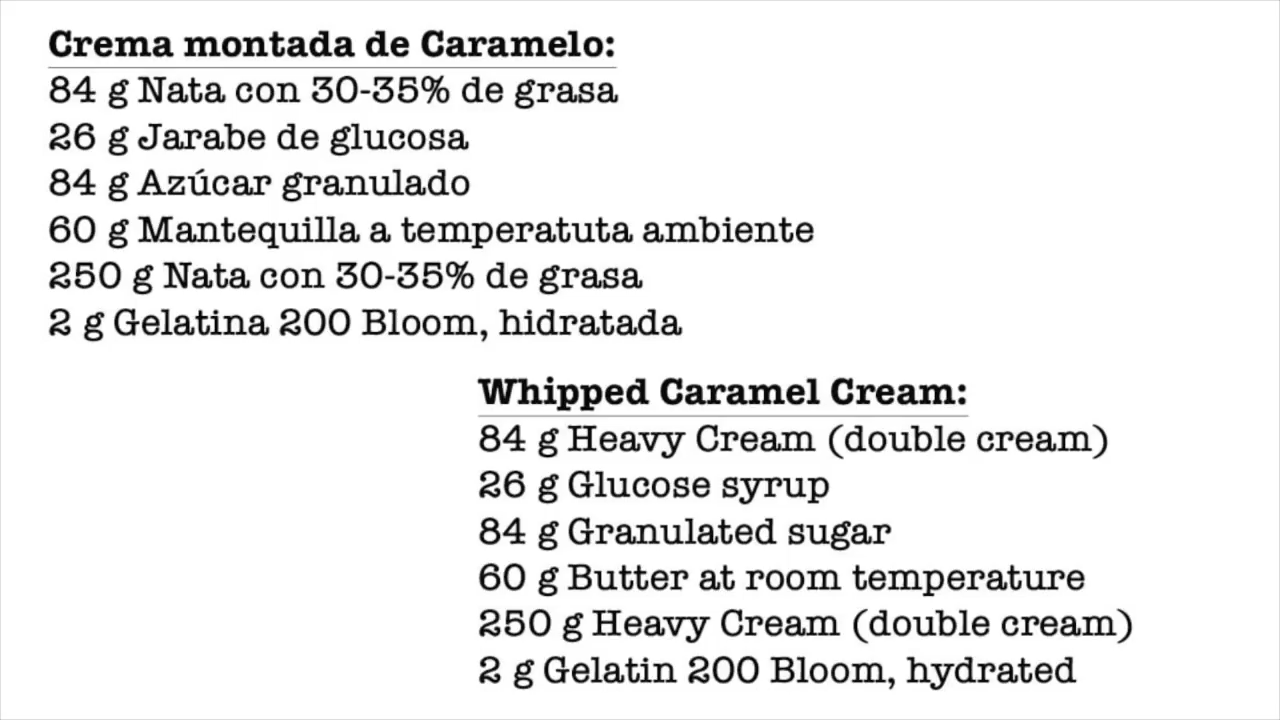 Crema montada de Caramelo:
84 g Nata con 30-35% de grasa
26 g Jarabe de glucosa
84 g Azúcar granulado
60 g Mantequilla a temperatuta ambiente
250 g Nata con 30-35% de grasa
2 g Gelatina 200 Bloom, hidratada
Whipped Caramel Cream:
84 g Heavy Cream (double cream)
26 g Glucose syrup
84 g Granulated sugar
60 g Butter at room temperature
250 g Heavy Cream (double cream)
2 g Gelatin 200 Bloom, hydrated